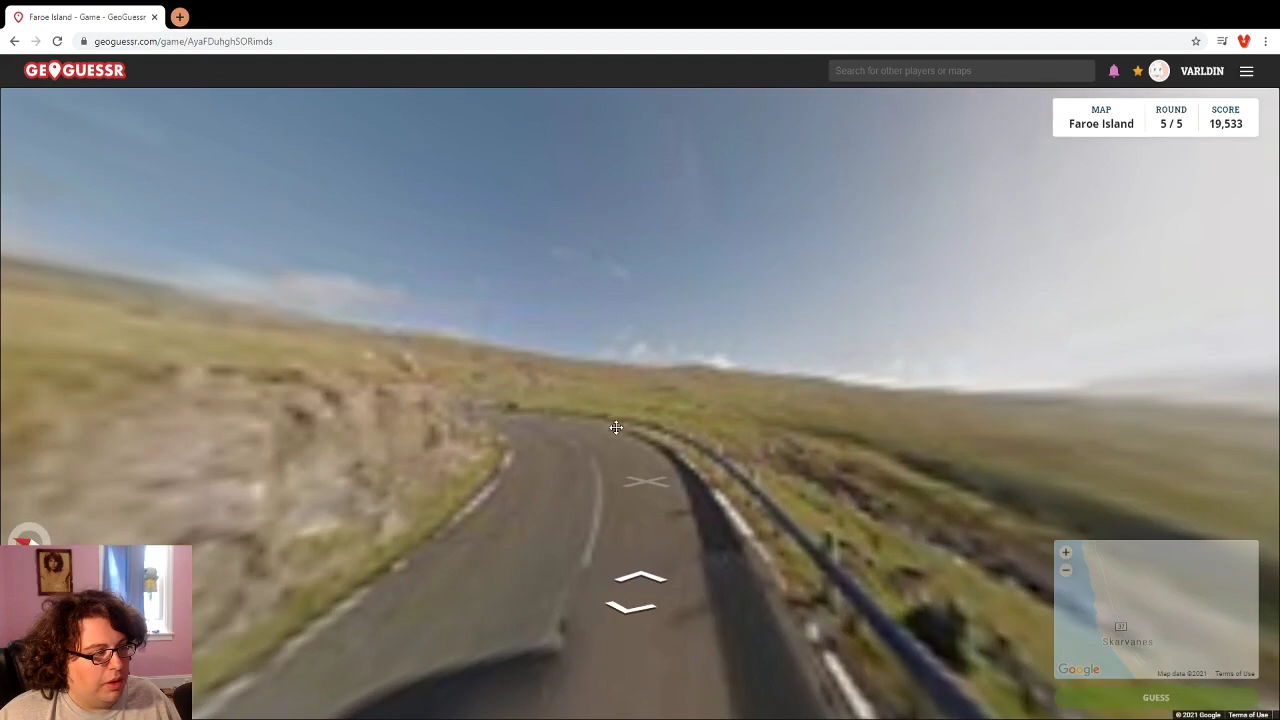 Faroe Island - Game - GeoGuessr
geoguessr.com/game/AyaFDuhghSORimds
GEOGUESSR
Search for other players or maps
VARLDIN
MAP ROUND SCORE
Faroe Island 5 / 5 19,533
37
Skarvanes
Google Map data ©2021 Terms of Use
GUESS
© 2021 Google Terms of Use